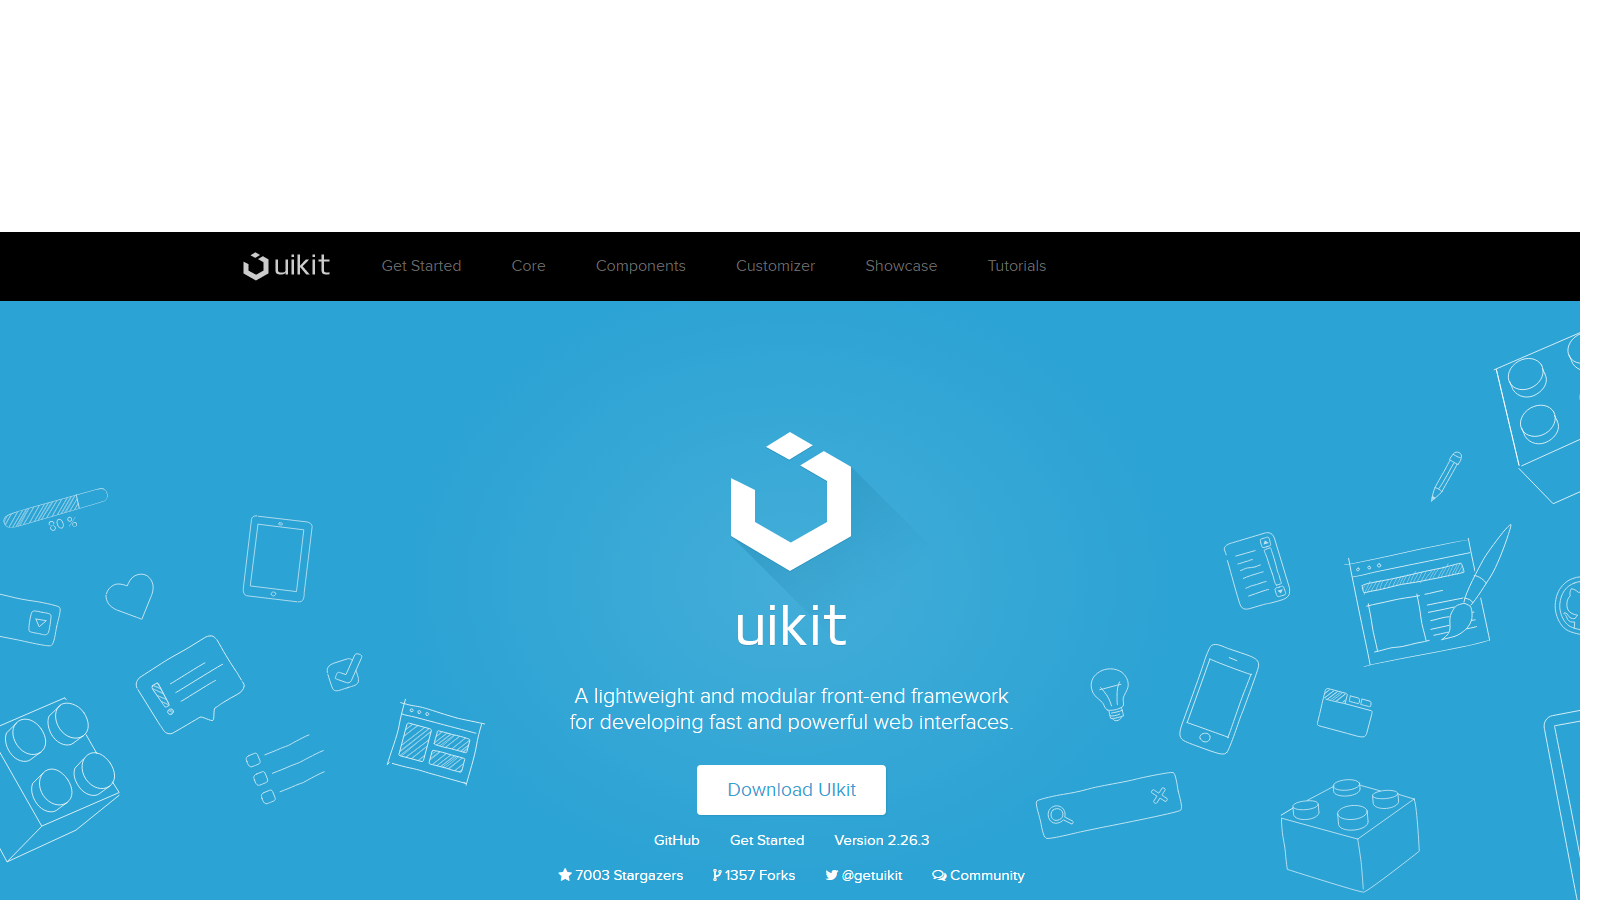 uikit Get Started Core Components Customizer Showcase Tutorials
80%
uikit
A lightweight and modular front-end framework
for developing fast and powerful web interfaces.
Download UIkit
GitHub Get Started Version 2.26.3
7003 Stargazers 1357 Forks @getuikit Community